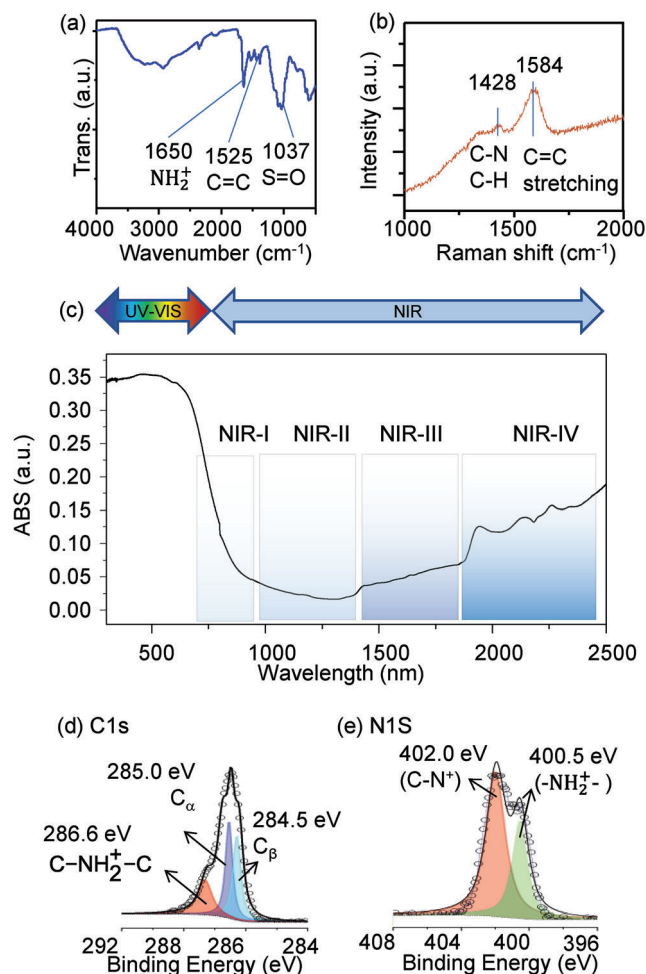 (a)
Trans. (a.u.)
1650 1525 1037
NH₂⁺ C=C S=O
4000 3000 2000 1000
Wavenumber (cm⁻¹)
(b)
Intensity (a.u.)
1584
1428
C-N C=C
C-H stretching
1000 1500 2000
Raman shift (cm⁻¹)
(c)
UV-VIS NIR
ABS (a.u.)
0.35
0.30
0.25
0.20
0.15
0.10
0.05
0.00
NIR-I NIR-II NIR-III NIR-IV
500 1000 1500 2000 2500
Wavelength (nm)
(d) C1s
285.0 eV
Cα
284.5 eV
Cβ
286.6 eV
C–NH₂⁺–C
292 290 288 286 284
Binding Energy (eV)
(e) N1S
402.0 eV
(C-N⁺)
400.5 eV
(-NH₂⁺-)
408 404 400 396
Binding Energy (eV)